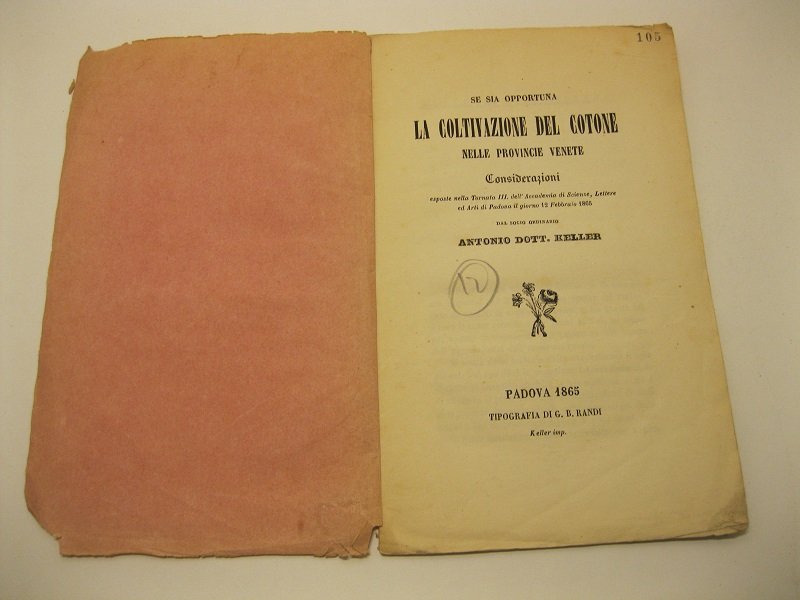 105
SE SIA OPPORTUNA
LA COLTIVAZIONE DEL COTONE
NELLE PROVINCIE VENETE
Considerazioni
esposte nella Tornata III. dell' Accademia di Scienze, Lettere
ed Arti di Padova il giorno 12 Febbraio 1865
DAL SOCIO ORDINARIO
ANTONIO DOTT. KELLER
12
PADOVA 1865
TIPOGRAFIA DI G. B. RANDI
Keller imp.